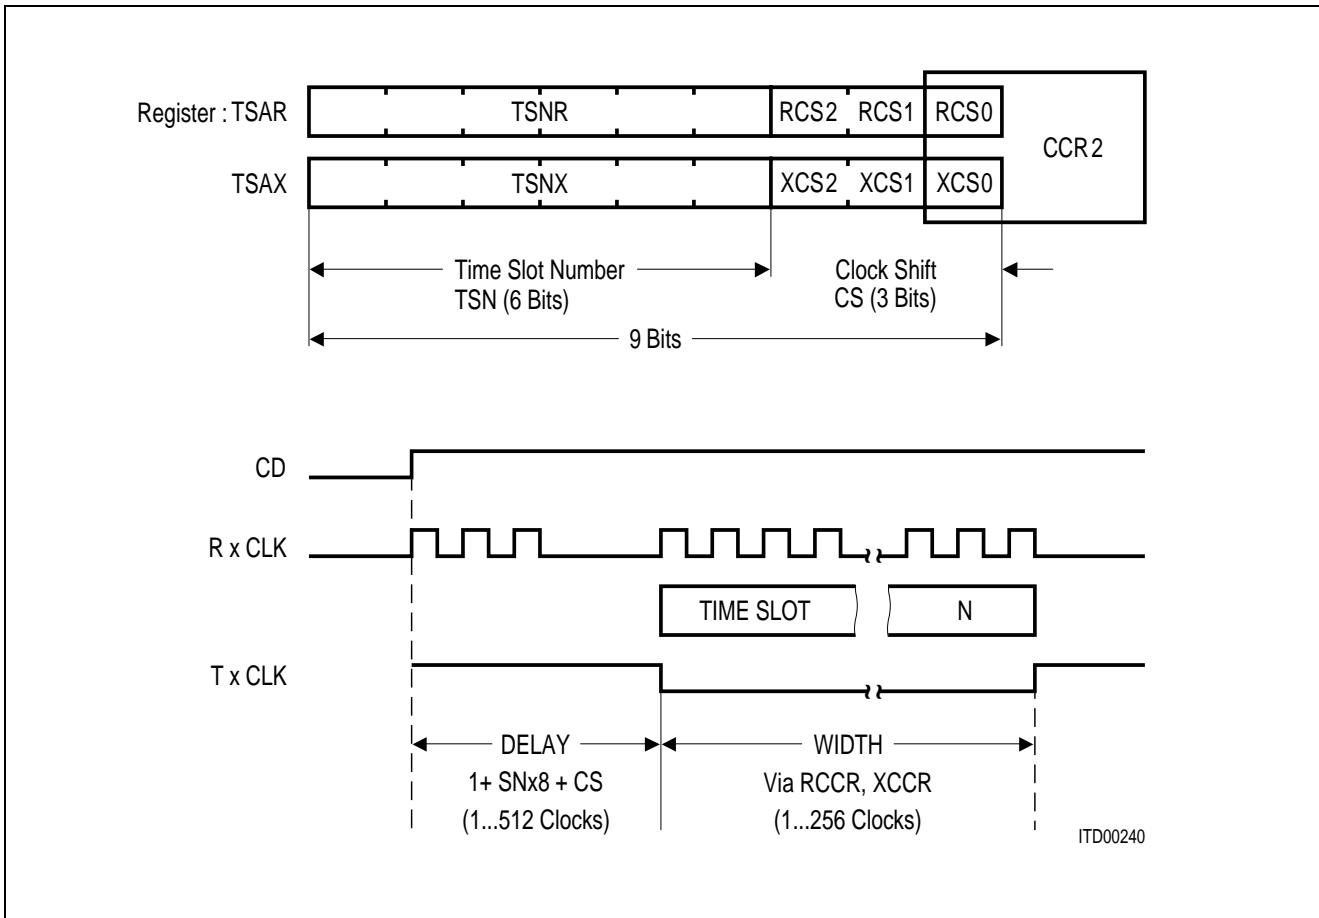 Register : TSAR TSNR RCS2 RCS1 RCS0
CCR2
TSAX TSNX XCS2 XCS1 XCS0
Time Slot Number
TSN (6 Bits)
Clock Shift
CS (3 Bits)
9 Bits
CD
R x CLK
TIME SLOT N
T x CLK
DELAY
1+ SNx8 + CS
(1...512 Clocks)
WIDTH
Via RCCR, XCCR
(1...256 Clocks)
ITD00240